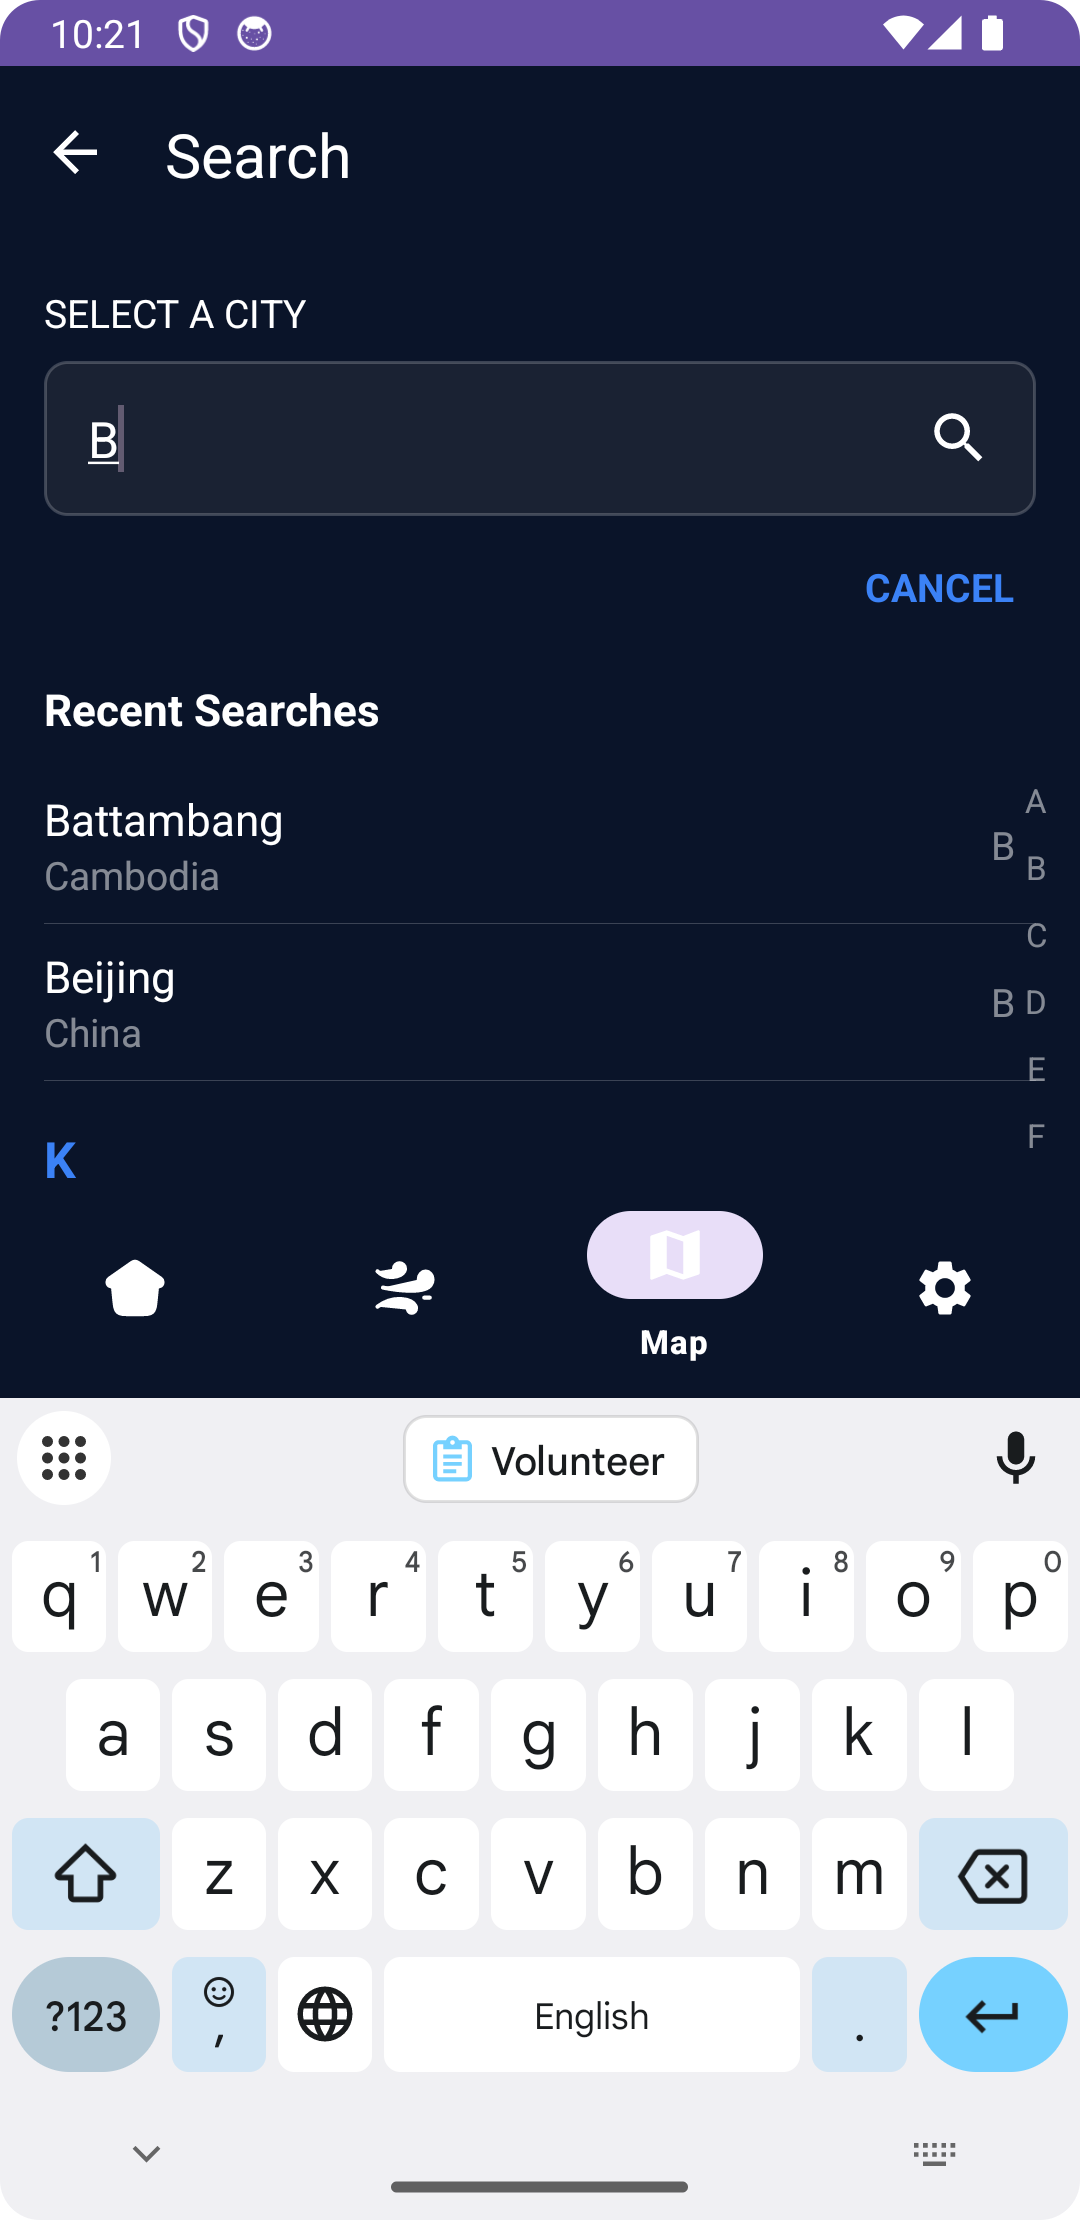 10:21
Search
SELECT A CITY
B
CANCEL
Recent Searches
Battambang
Cambodia
B
Beijing
China
B
A
B
C
D
E
F
K
Map
Volunteer
q 1 w 2 e 3 r 4 t 5 y 6 u 7 i 8 o 9 p 0
a s d f g h j k l
z x c v b n m
?123 , English .